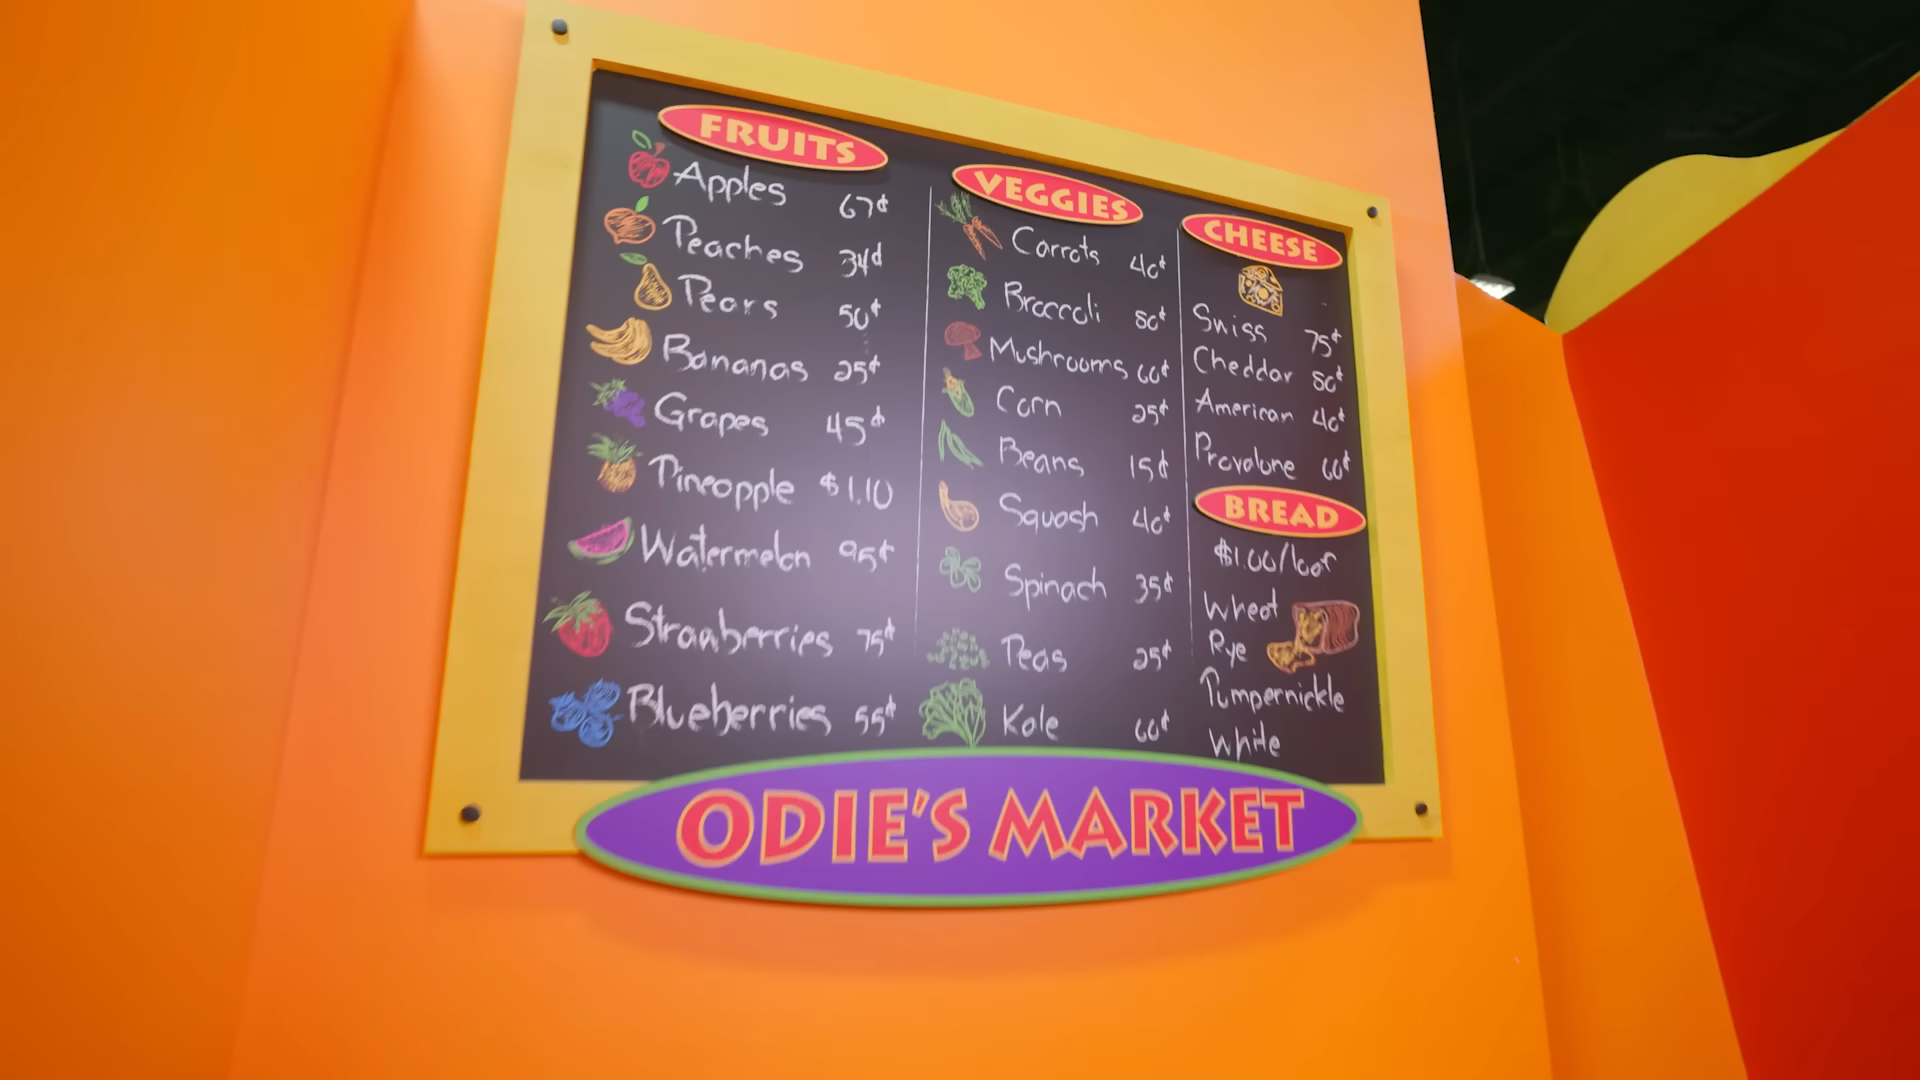 FRUITS
Apples 67¢
Peaches 34¢
Pears 50¢
Bananas 25¢
Grapes 45¢
Pineapple $1.10
Watermelon 95¢
Strawberries 75¢
Blueberries 55¢
VEGGIES
Carrots 40¢
Broccoli 50¢
Mushrooms 60¢
Corn 25¢
Beans 15¢
Squash 40¢
Spinach 35¢
Peas 25¢
Kale 60¢
CHEESE
Swiss 75¢
Cheddar 50¢
American 40¢
Provolone 60¢
BREAD
$1.00/loaf
Wheat
Rye
Pumpernickle
White
ODIE'S MARKET